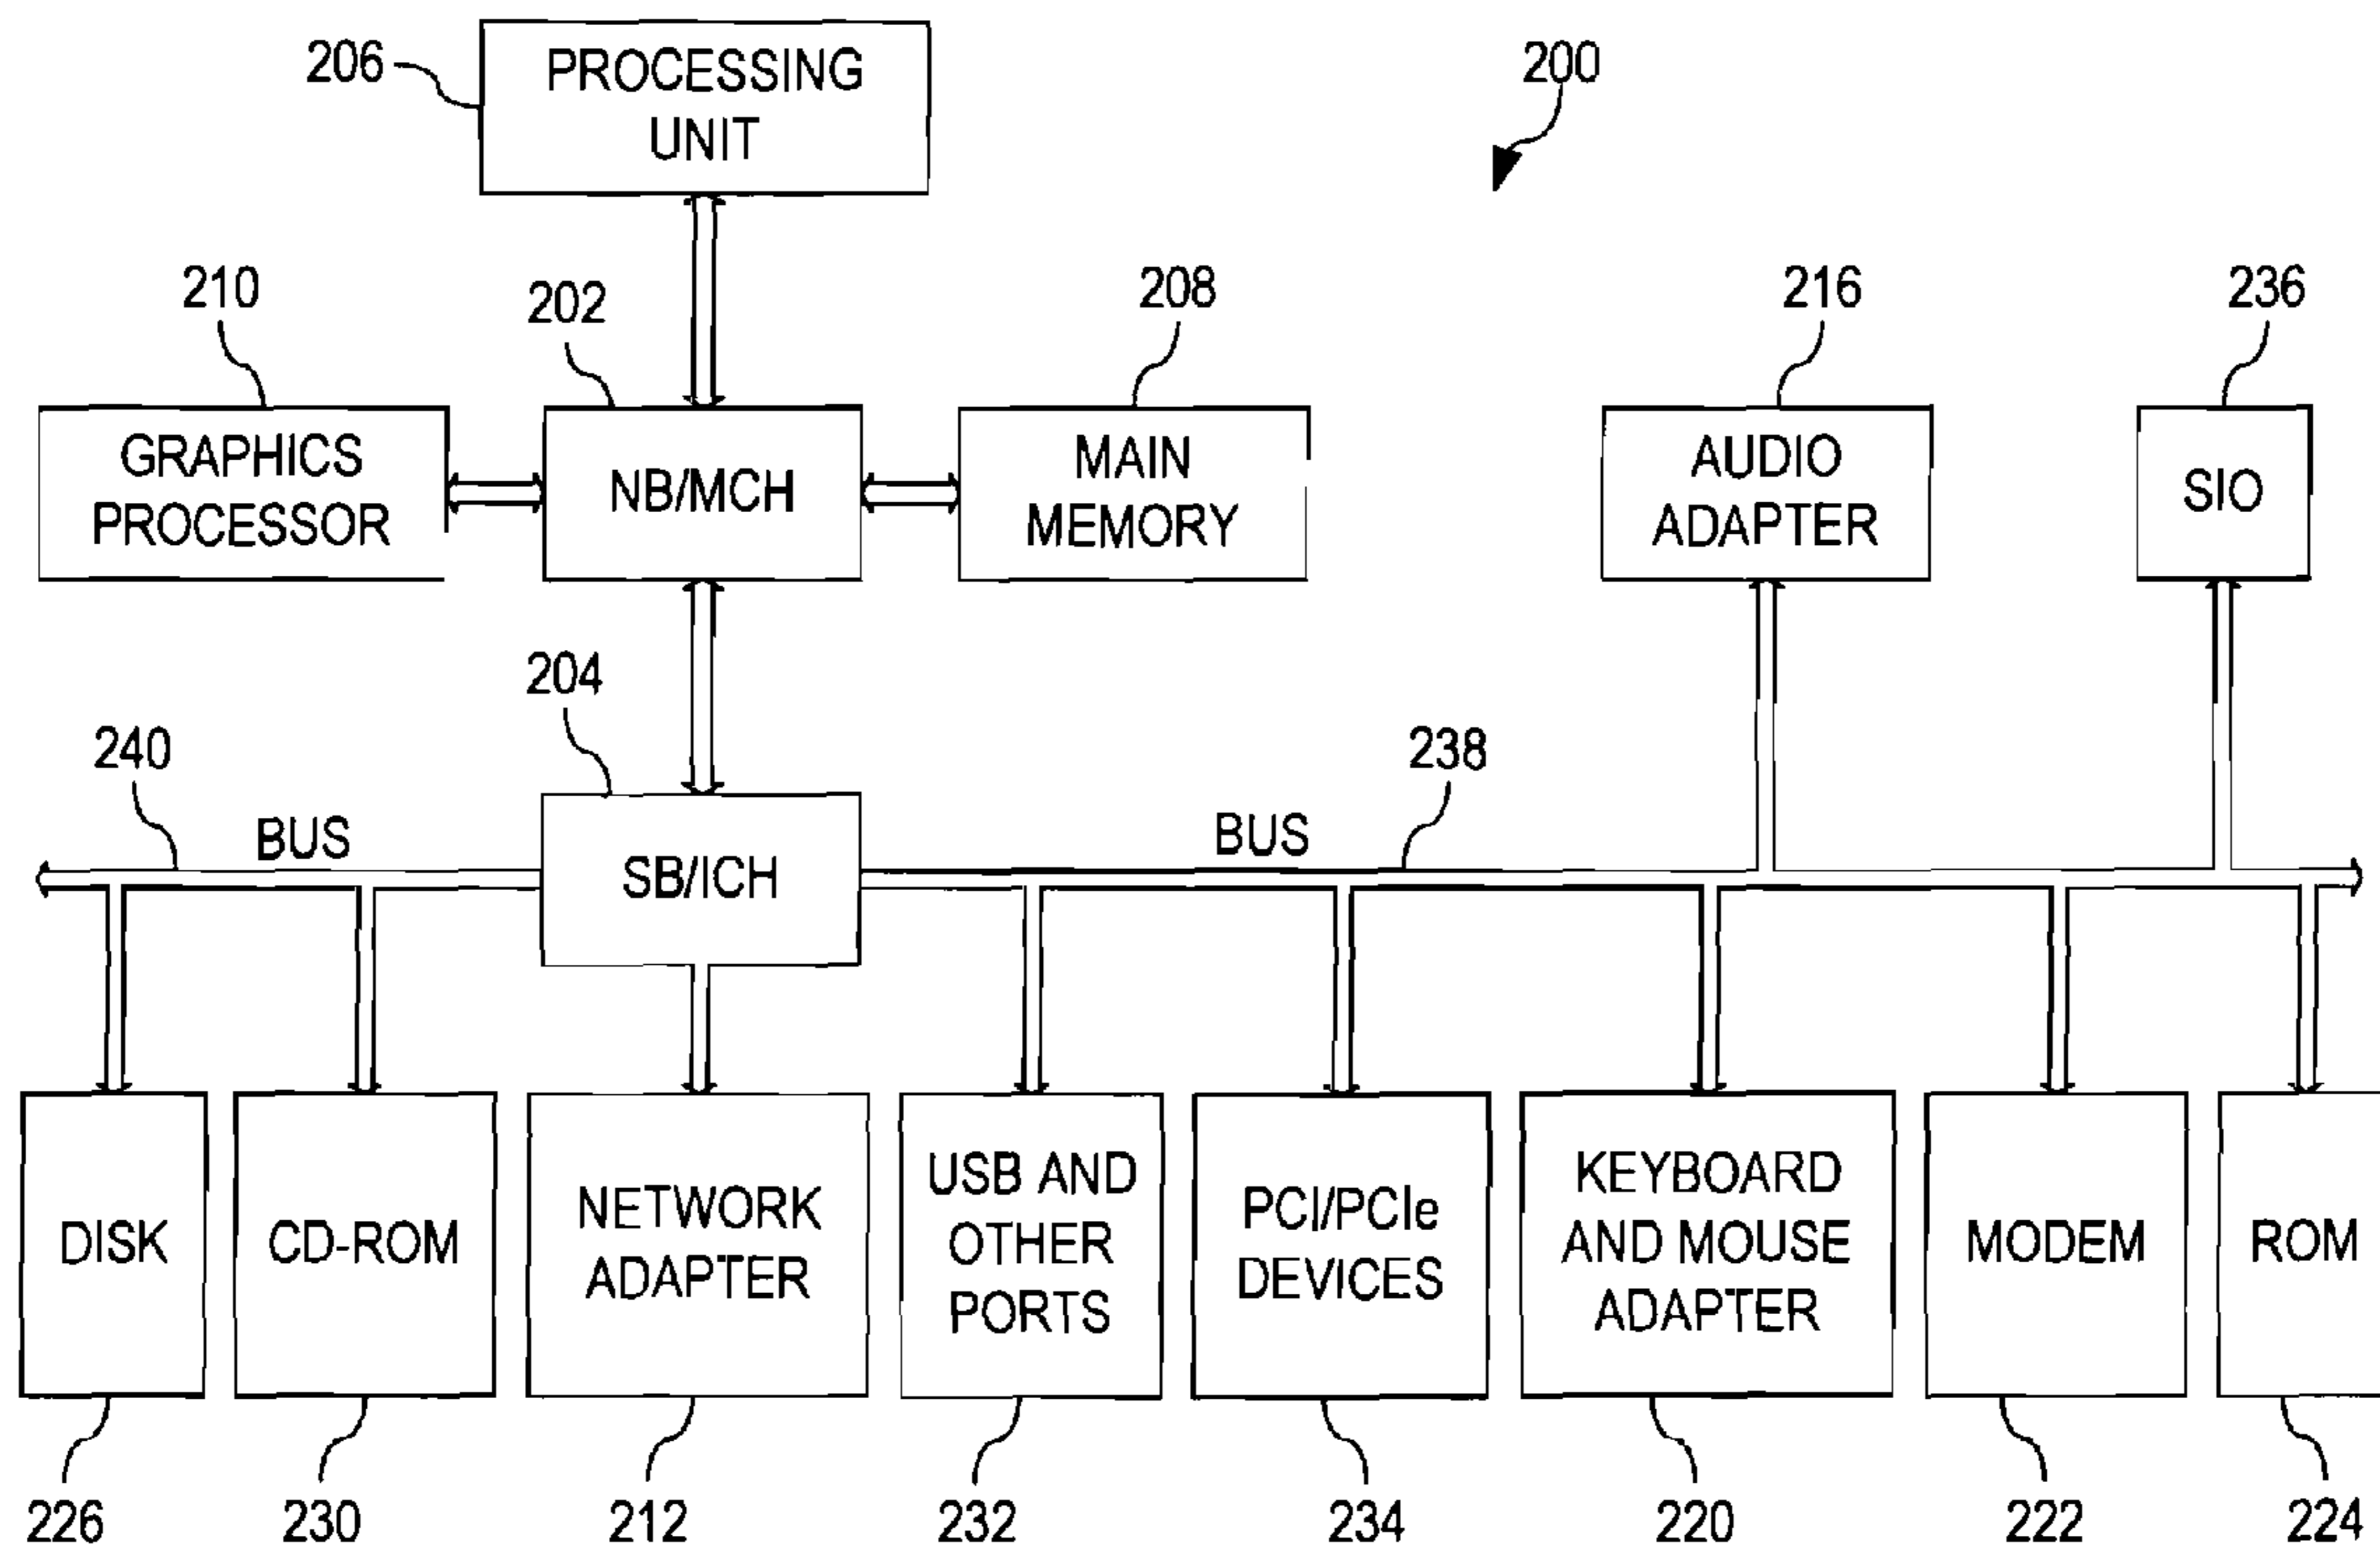 206
PROCESSING
UNIT
200
210
202
208
216
236
GRAPHICS
PROCESSOR
NB/MCH
MAIN
MEMORY
AUDIO
ADAPTER
SIO
204
240
238
BUS
BUS
SB/ICH
DISK
CD-ROM
NETWORK
ADAPTER
USB AND
OTHER
PORTS
PCI/PCIe
DEVICES
KEYBOARD
AND MOUSE
ADAPTER
MODEM
ROM
226
230
212
232
234
220
222
224